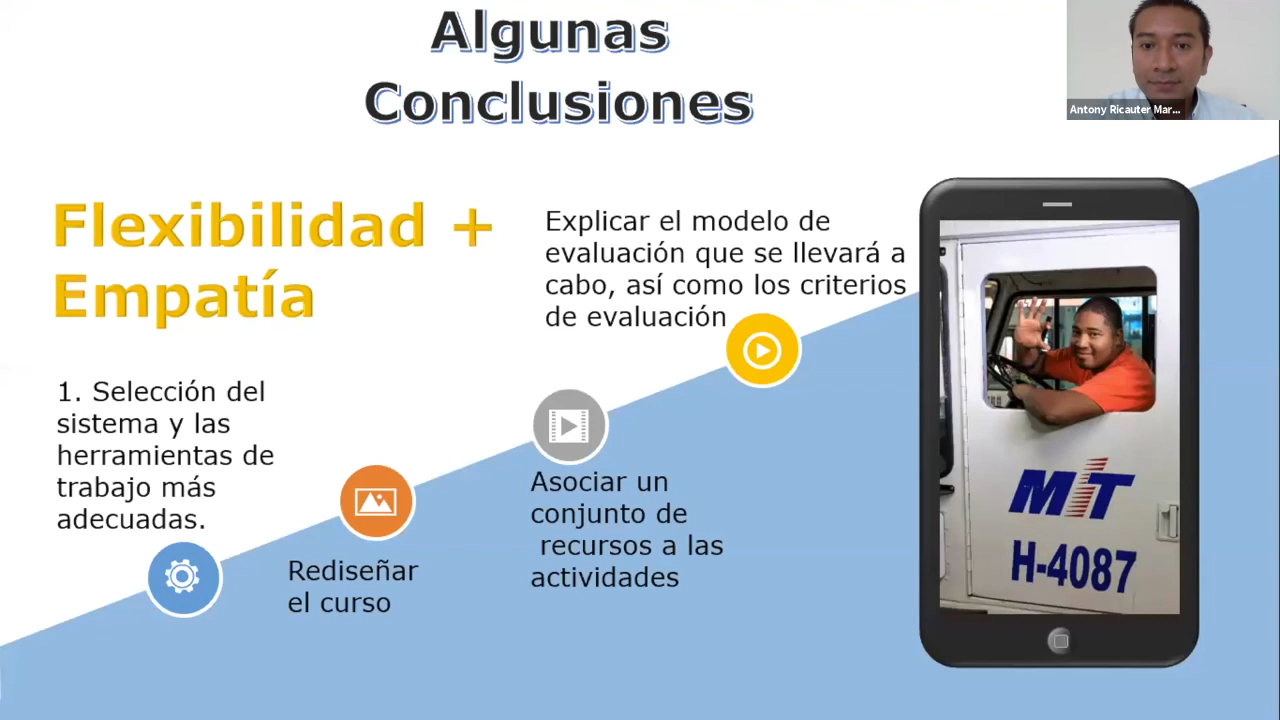 Algunas
Conclusiones
Antony Ricauter Mar...
Flexibilidad +
Empatía
Explicar el modelo de
evaluación que se llevará a
cabo, así como los criterios
de evaluación
1. Selección del
sistema y las
herramientas de
trabajo más
adecuadas.
Rediseñar
el curso
Asociar un
conjunto de
recursos a las
actividades
MIT
H-4087